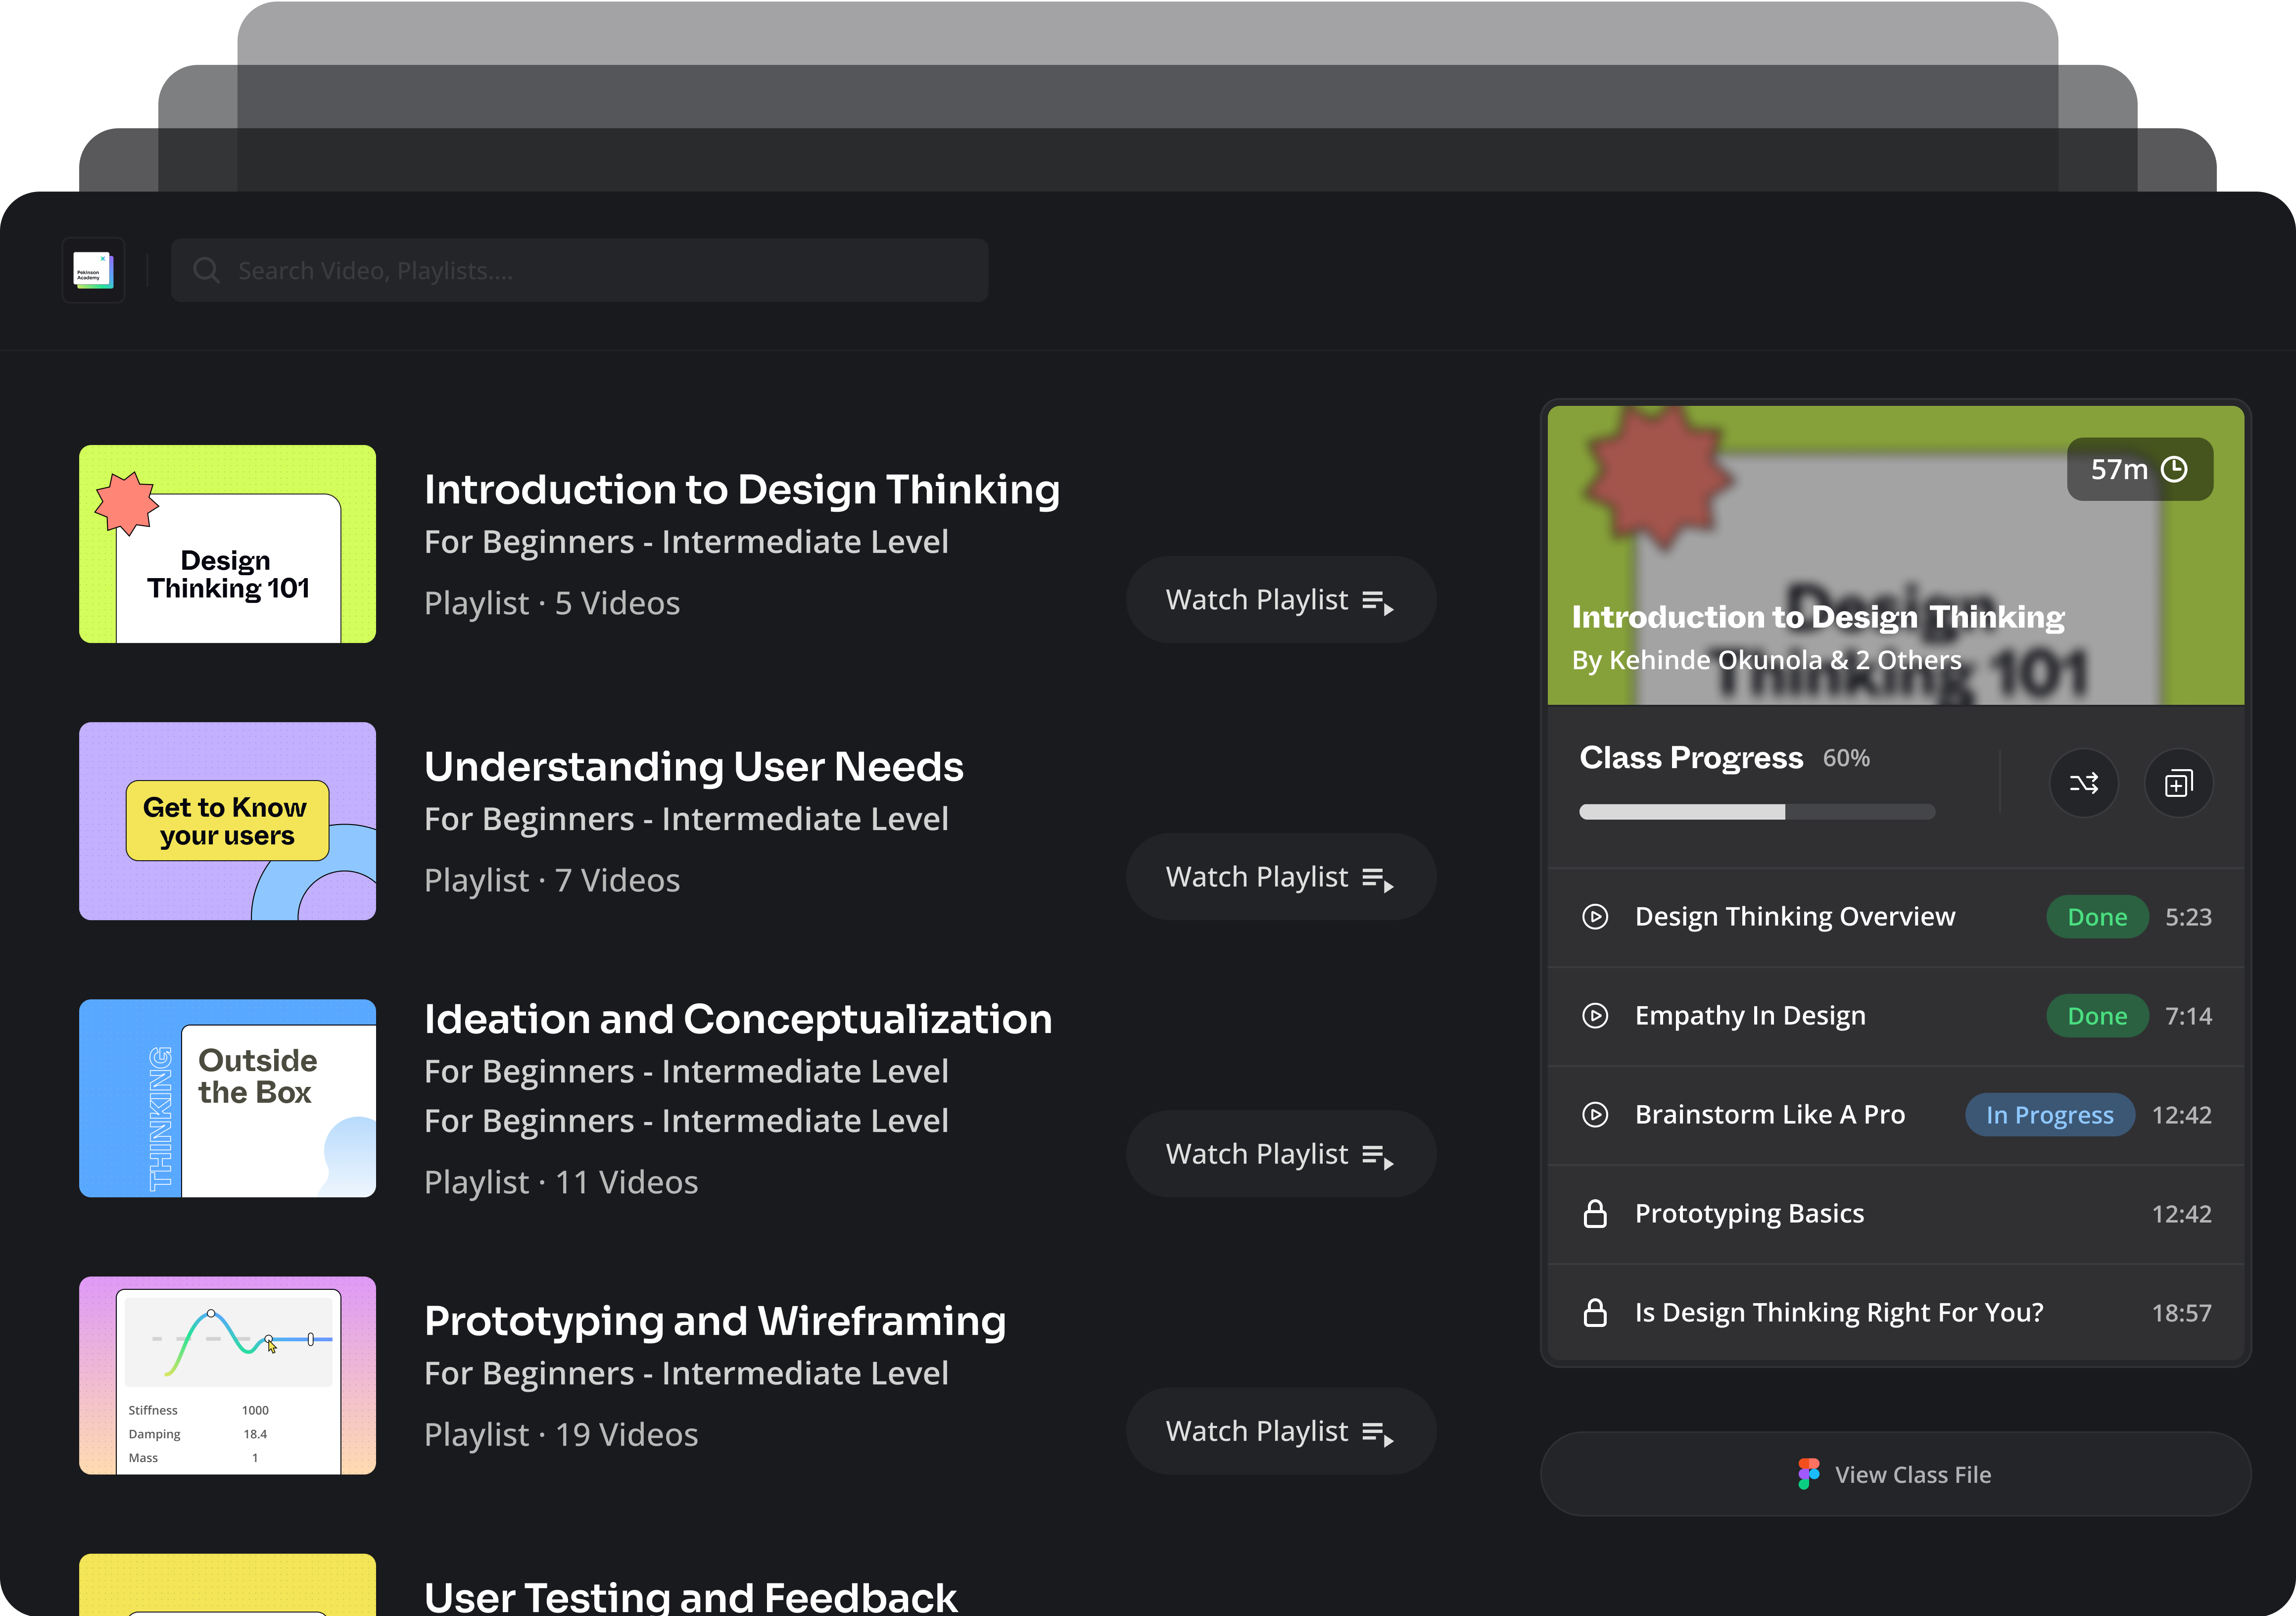 Pekinson
Academy
Search Video, Playlists....
Design
Thinking 101
Introduction to Design Thinking
For Beginners - Intermediate Level
Playlist · 5 Videos
Watch Playlist
Get to Know
your users
Understanding User Needs
For Beginners - Intermediate Level
Playlist · 7 Videos
Watch Playlist
THINKING
Outside
the Box
Ideation and Conceptualization
For Beginners - Intermediate Level
For Beginners - Intermediate Level
Playlist · 11 Videos
Watch Playlist
Stiffness 1000
Damping 18.4
Mass 1
Prototyping and Wireframing
For Beginners - Intermediate Level
Playlist · 19 Videos
Watch Playlist
User Testing and Feedback
57m
Design
Thinking 101
Introduction to Design Thinking
By Kehinde Okunola & 2 Others
Class Progress 60%
Design Thinking Overview Done 5:23
Empathy In Design Done 7:14
Brainstorm Like A Pro In Progress 12:42
Prototyping Basics 12:42
Is Design Thinking Right For You? 18:57
View Class File